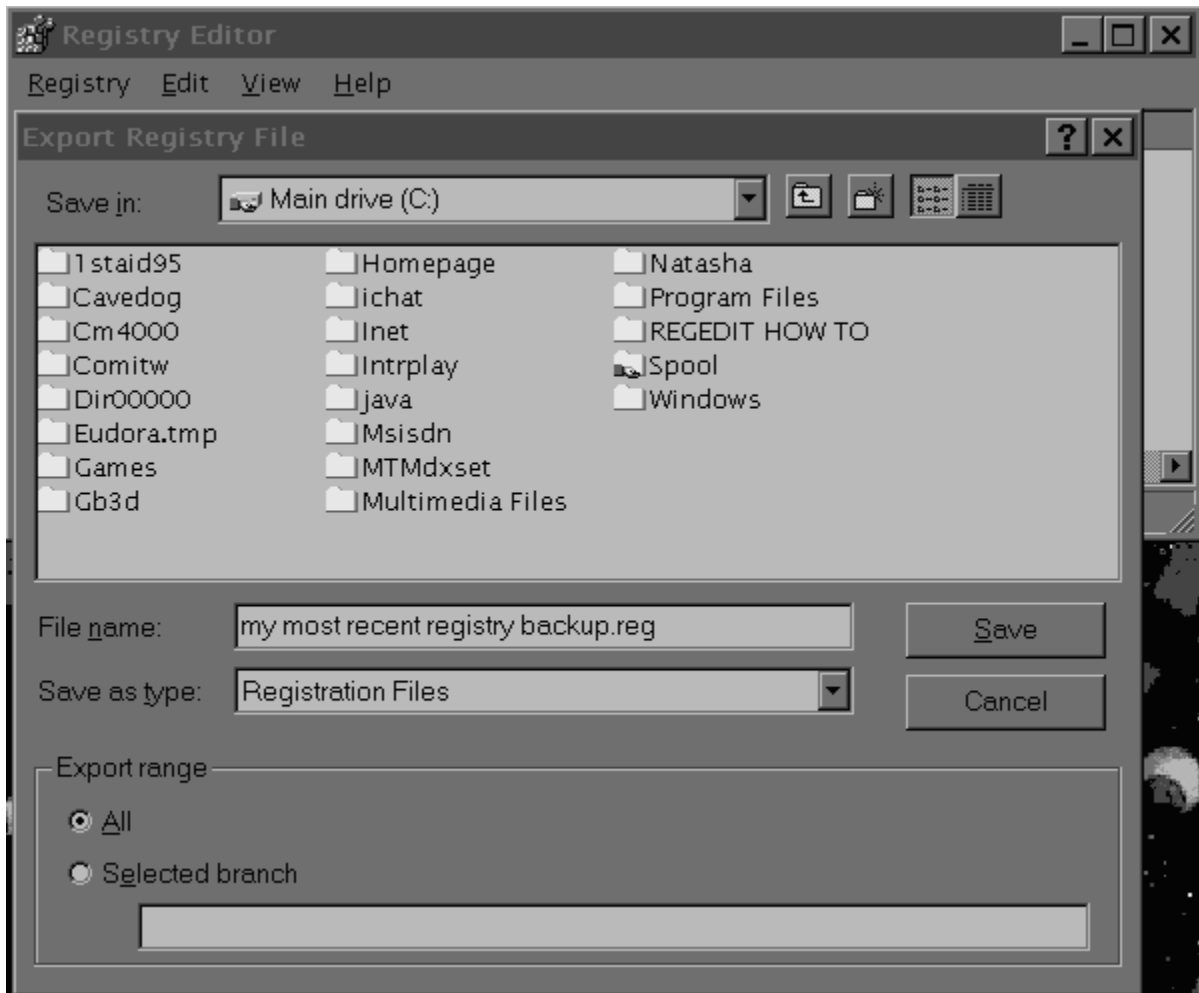 Registry Editor
Registry Edit View Help
Export Registry File
Save in: Main drive (C:)
1staid95 Homepage Natasha
Cavedog ichat Program Files
Cm4000 Inet REGEDIT HOW TO
Comitw Intrplay Spool
Dir00000 java Windows
Eudora.tmp Msisdn
Games MTMdxset
Gb3d Multimedia Files
File name: my most recent registry backup.reg Save
Save as type: Registration Files Cancel
Export range
All
Selected branch